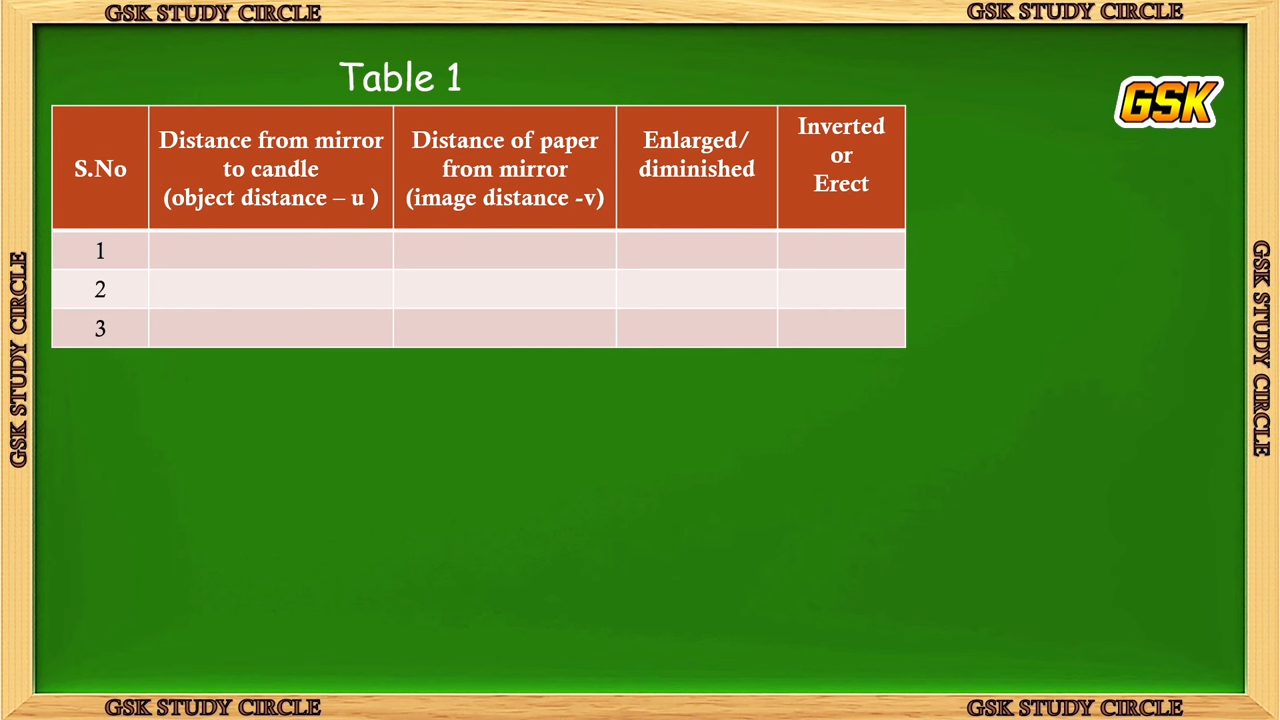 GSK STUDY CIRCLE
GSK STUDY CIRCLE
Table 1
GSK
S.No
Distance from mirror
to candle
(object distance – u )
Distance of paper
from mirror
(image distance -v)
Enlarged/
diminished
Inverted
or
Erect
1
2
3
GSK STUDY CIRCLE
GSK STUDY CIRCLE
GSK STUDY CIRCLE
GSK STUDY CIRCLE